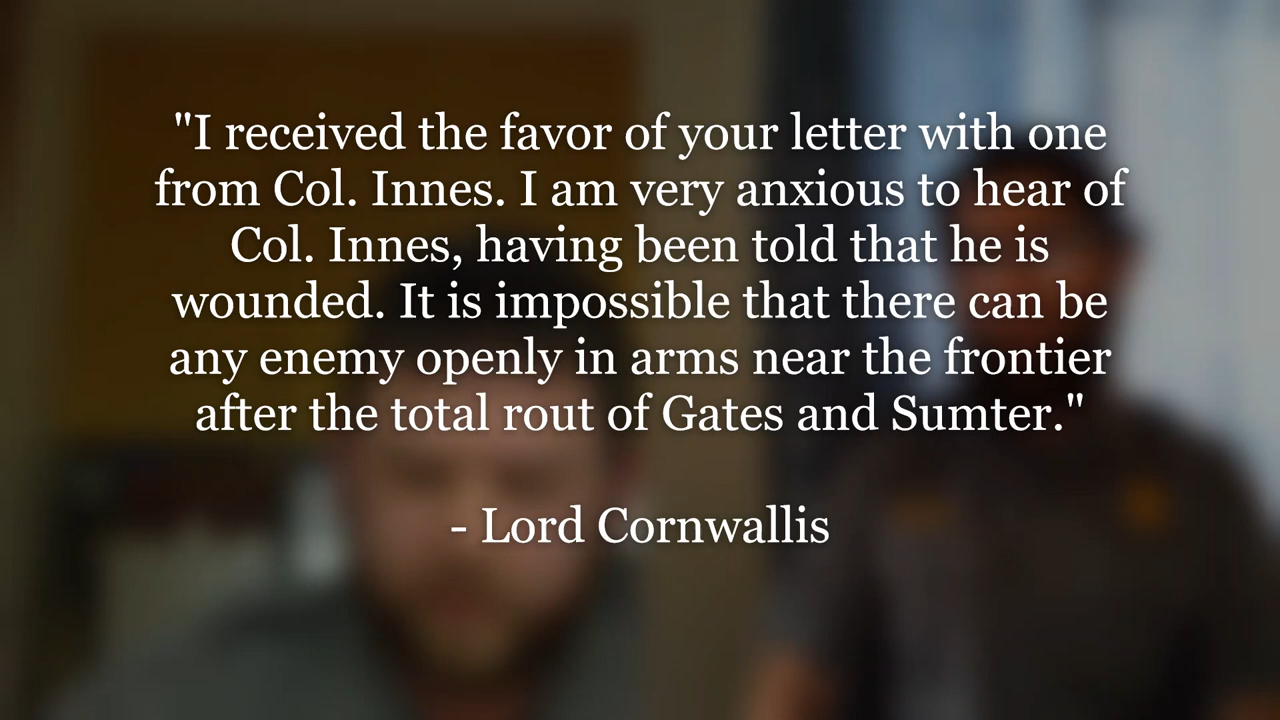 "I received the favor of your letter with one
from Col. Innes. I am very anxious to hear of
Col. Innes, having been told that he is
wounded. It is impossible that there can be
any enemy openly in arms near the frontier
after the total rout of Gates and Sumter."
- Lord Cornwallis